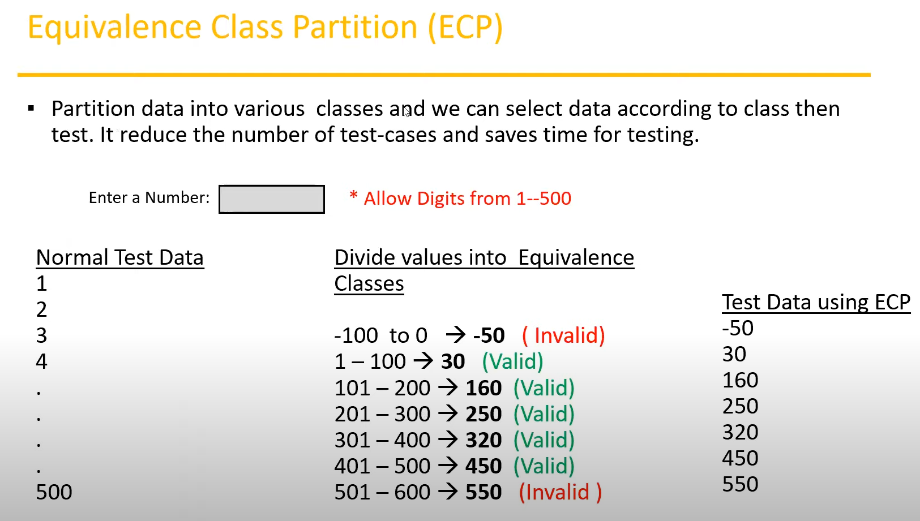 Equivalence Class Partition (ECP)
▪ Partition data into various classes and we can select data according to class then
test. It reduce the number of test-cases and saves time for testing.
Enter a Number:
* Allow Digits from 1--500
Normal Test Data
1
2
3
4
.
.
.
.
500
Divide values into Equivalence
Classes
-100 to 0 → -50 ( Invalid)
1 – 100 → 30 (Valid)
101 – 200 → 160 (Valid)
201 – 300 → 250 (Valid)
301 – 400 → 320 (Valid)
401 – 500 → 450 (Valid)
501 – 600 → 550 (Invalid )
Test Data using ECP
-50
30
160
250
320
450
550